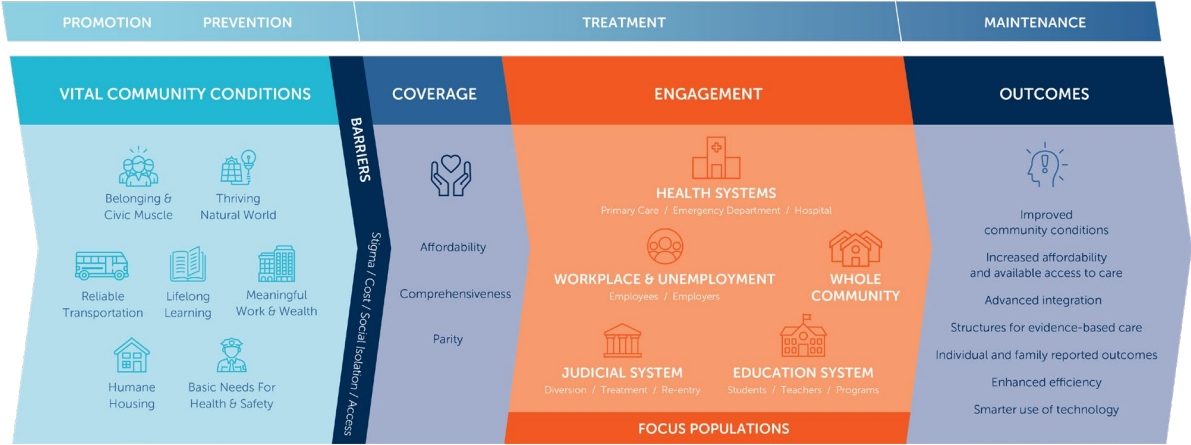 PROMOTION
PREVENTION
TREATMENT
MAINTENANCE
VITAL COMMUNITY CONDITIONS
Belonging &
Civic Muscle
Thriving
Natural World
Reliable
Transportation
Lifelong
Learning
Meaningful
Work & Wealth
Humane
Housing
Basic Needs For
Health & Safety
BARRIERS
Stigma / Cost / Social Isolation / Access
COVERAGE
Affordability
Comprehensiveness
Parity
ENGAGEMENT
HEALTH SYSTEMS
Primary Care / Emergency Department / Hospital
WORKPLACE & UNEMPLOYMENT
Employees / Employers
WHOLE
COMMUNITY
JUDICIAL SYSTEM
Diversion / Treatment / Re-entry
EDUCATION SYSTEM
Students / Teachers / Programs
FOCUS POPULATIONS
OUTCOMES
Improved
community conditions
Increased affordability
and available access to care
Advanced integration
Structures for evidence-based care
Individual and family reported outcomes
Enhanced efficiency
Smarter use of technology